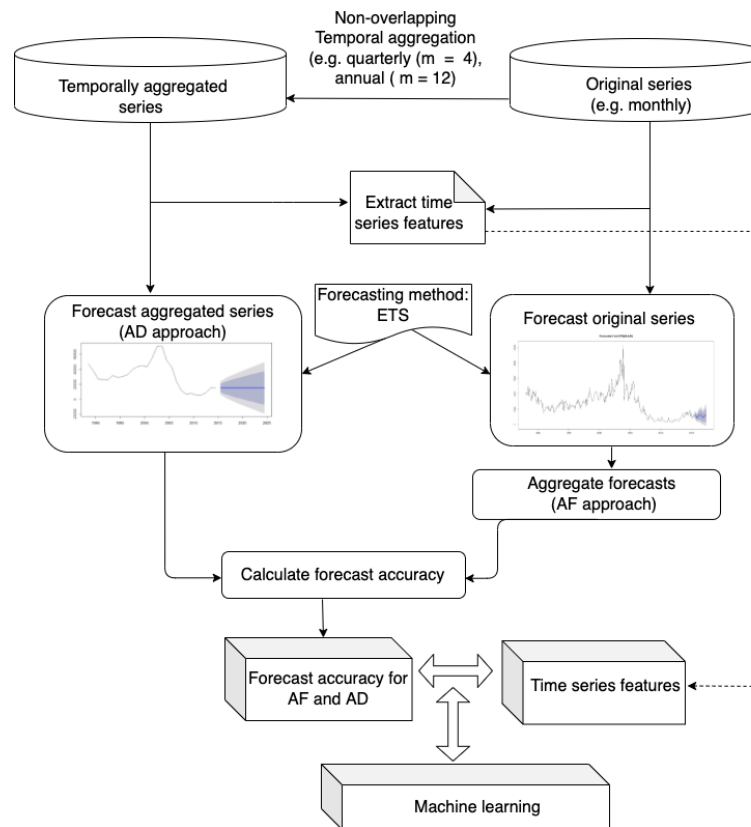 Non-overlapping
Temporal aggregation
(e.g. quarterly (m = 4),
annual ( m = 12)
Temporally aggregated
series
Original series
(e.g. monthly)
Extract time
series features
Forecasting method:
ETS
Forecast aggregated series
(AD approach)
Forecast original series
Aggregate forecasts
(AF approach)
Calculate forecast accuracy
Forecast accuracy for
AF and AD
Time series features
Machine learning